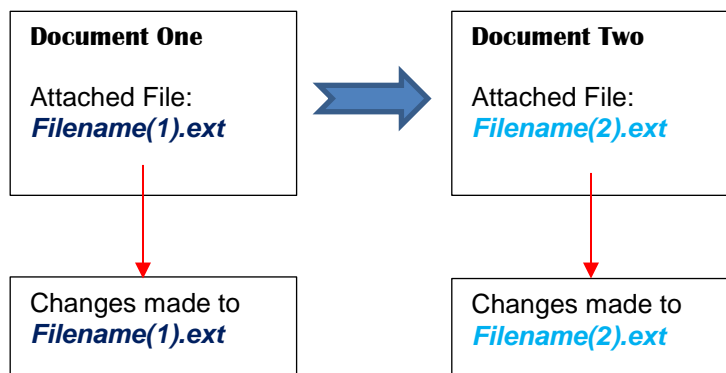 Document One
Attached File:
Filename(1).ext
Document Two
Attached File:
Filename(2).ext
Changes made to
Filename(1).ext
Changes made to
Filename(2).ext